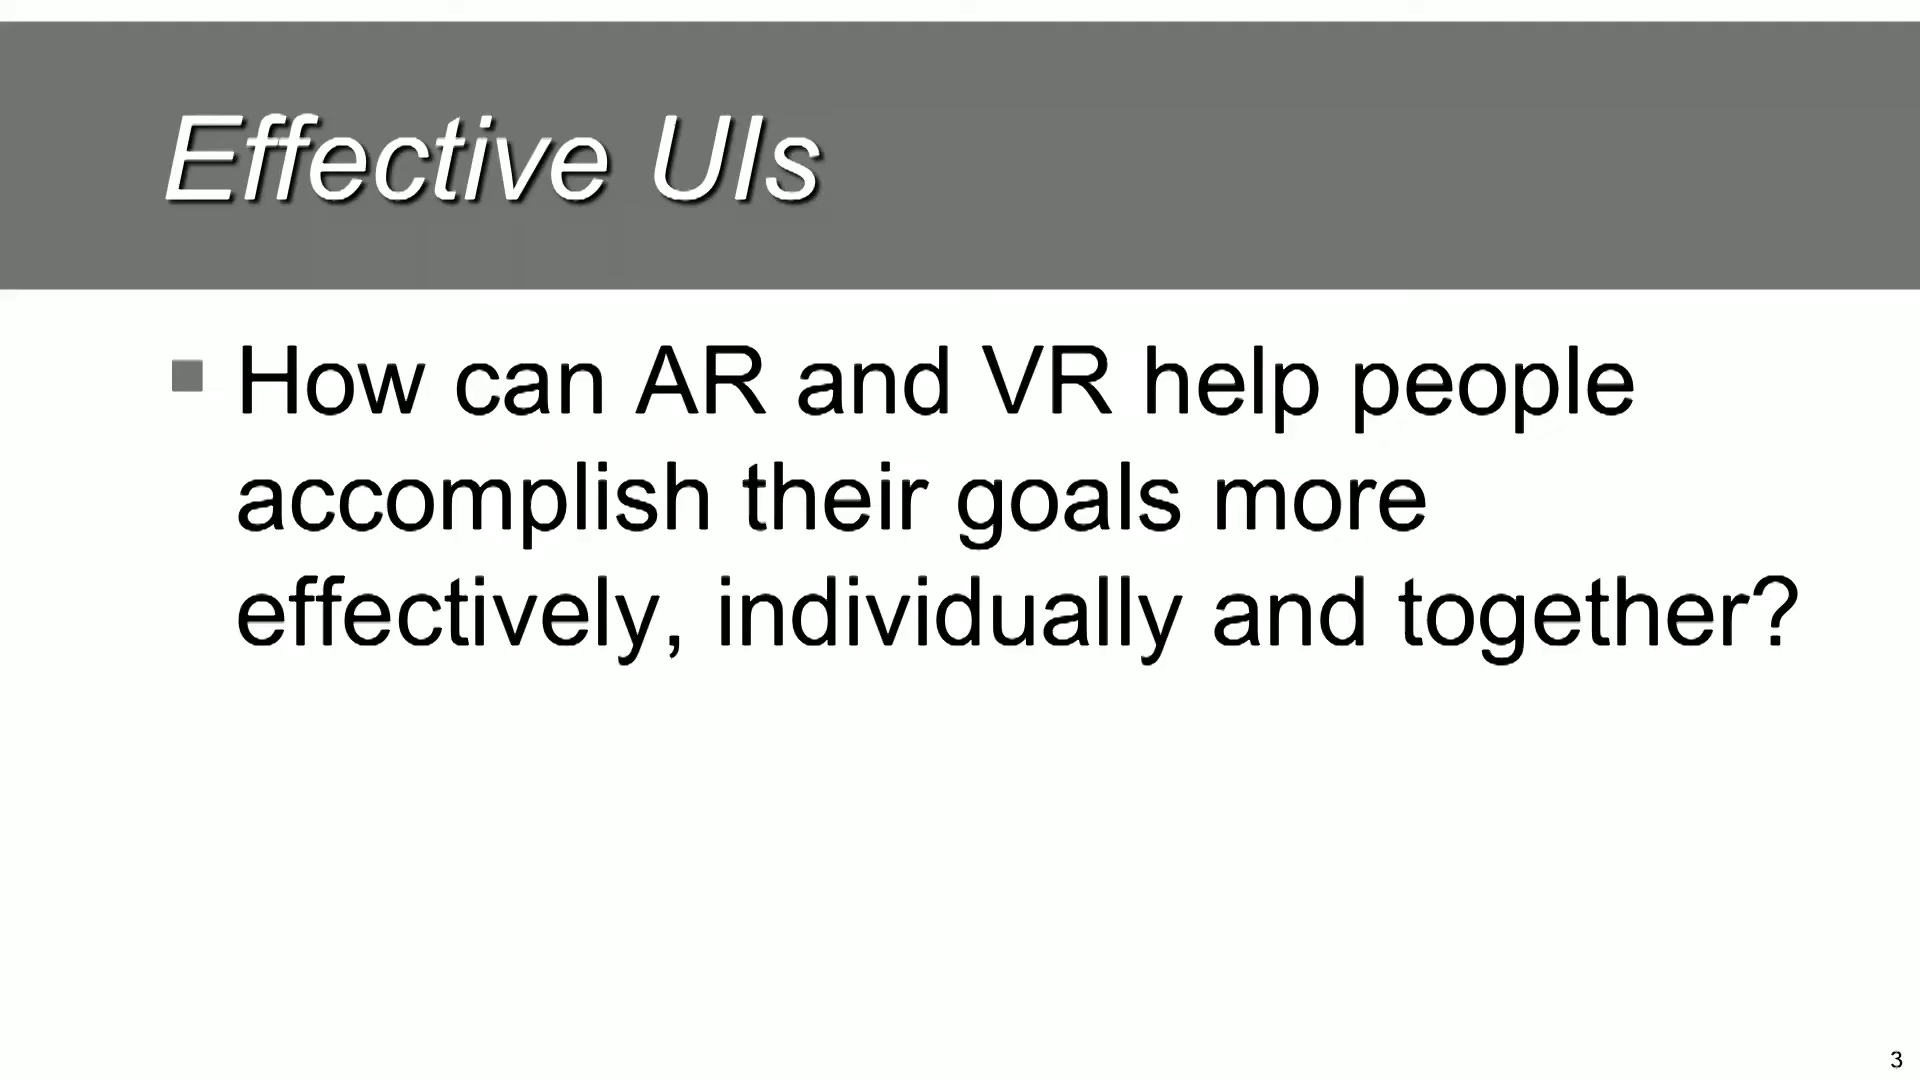 Effective UIs
How can AR and VR help people
accomplish their goals more
effectively, individually and together?
3